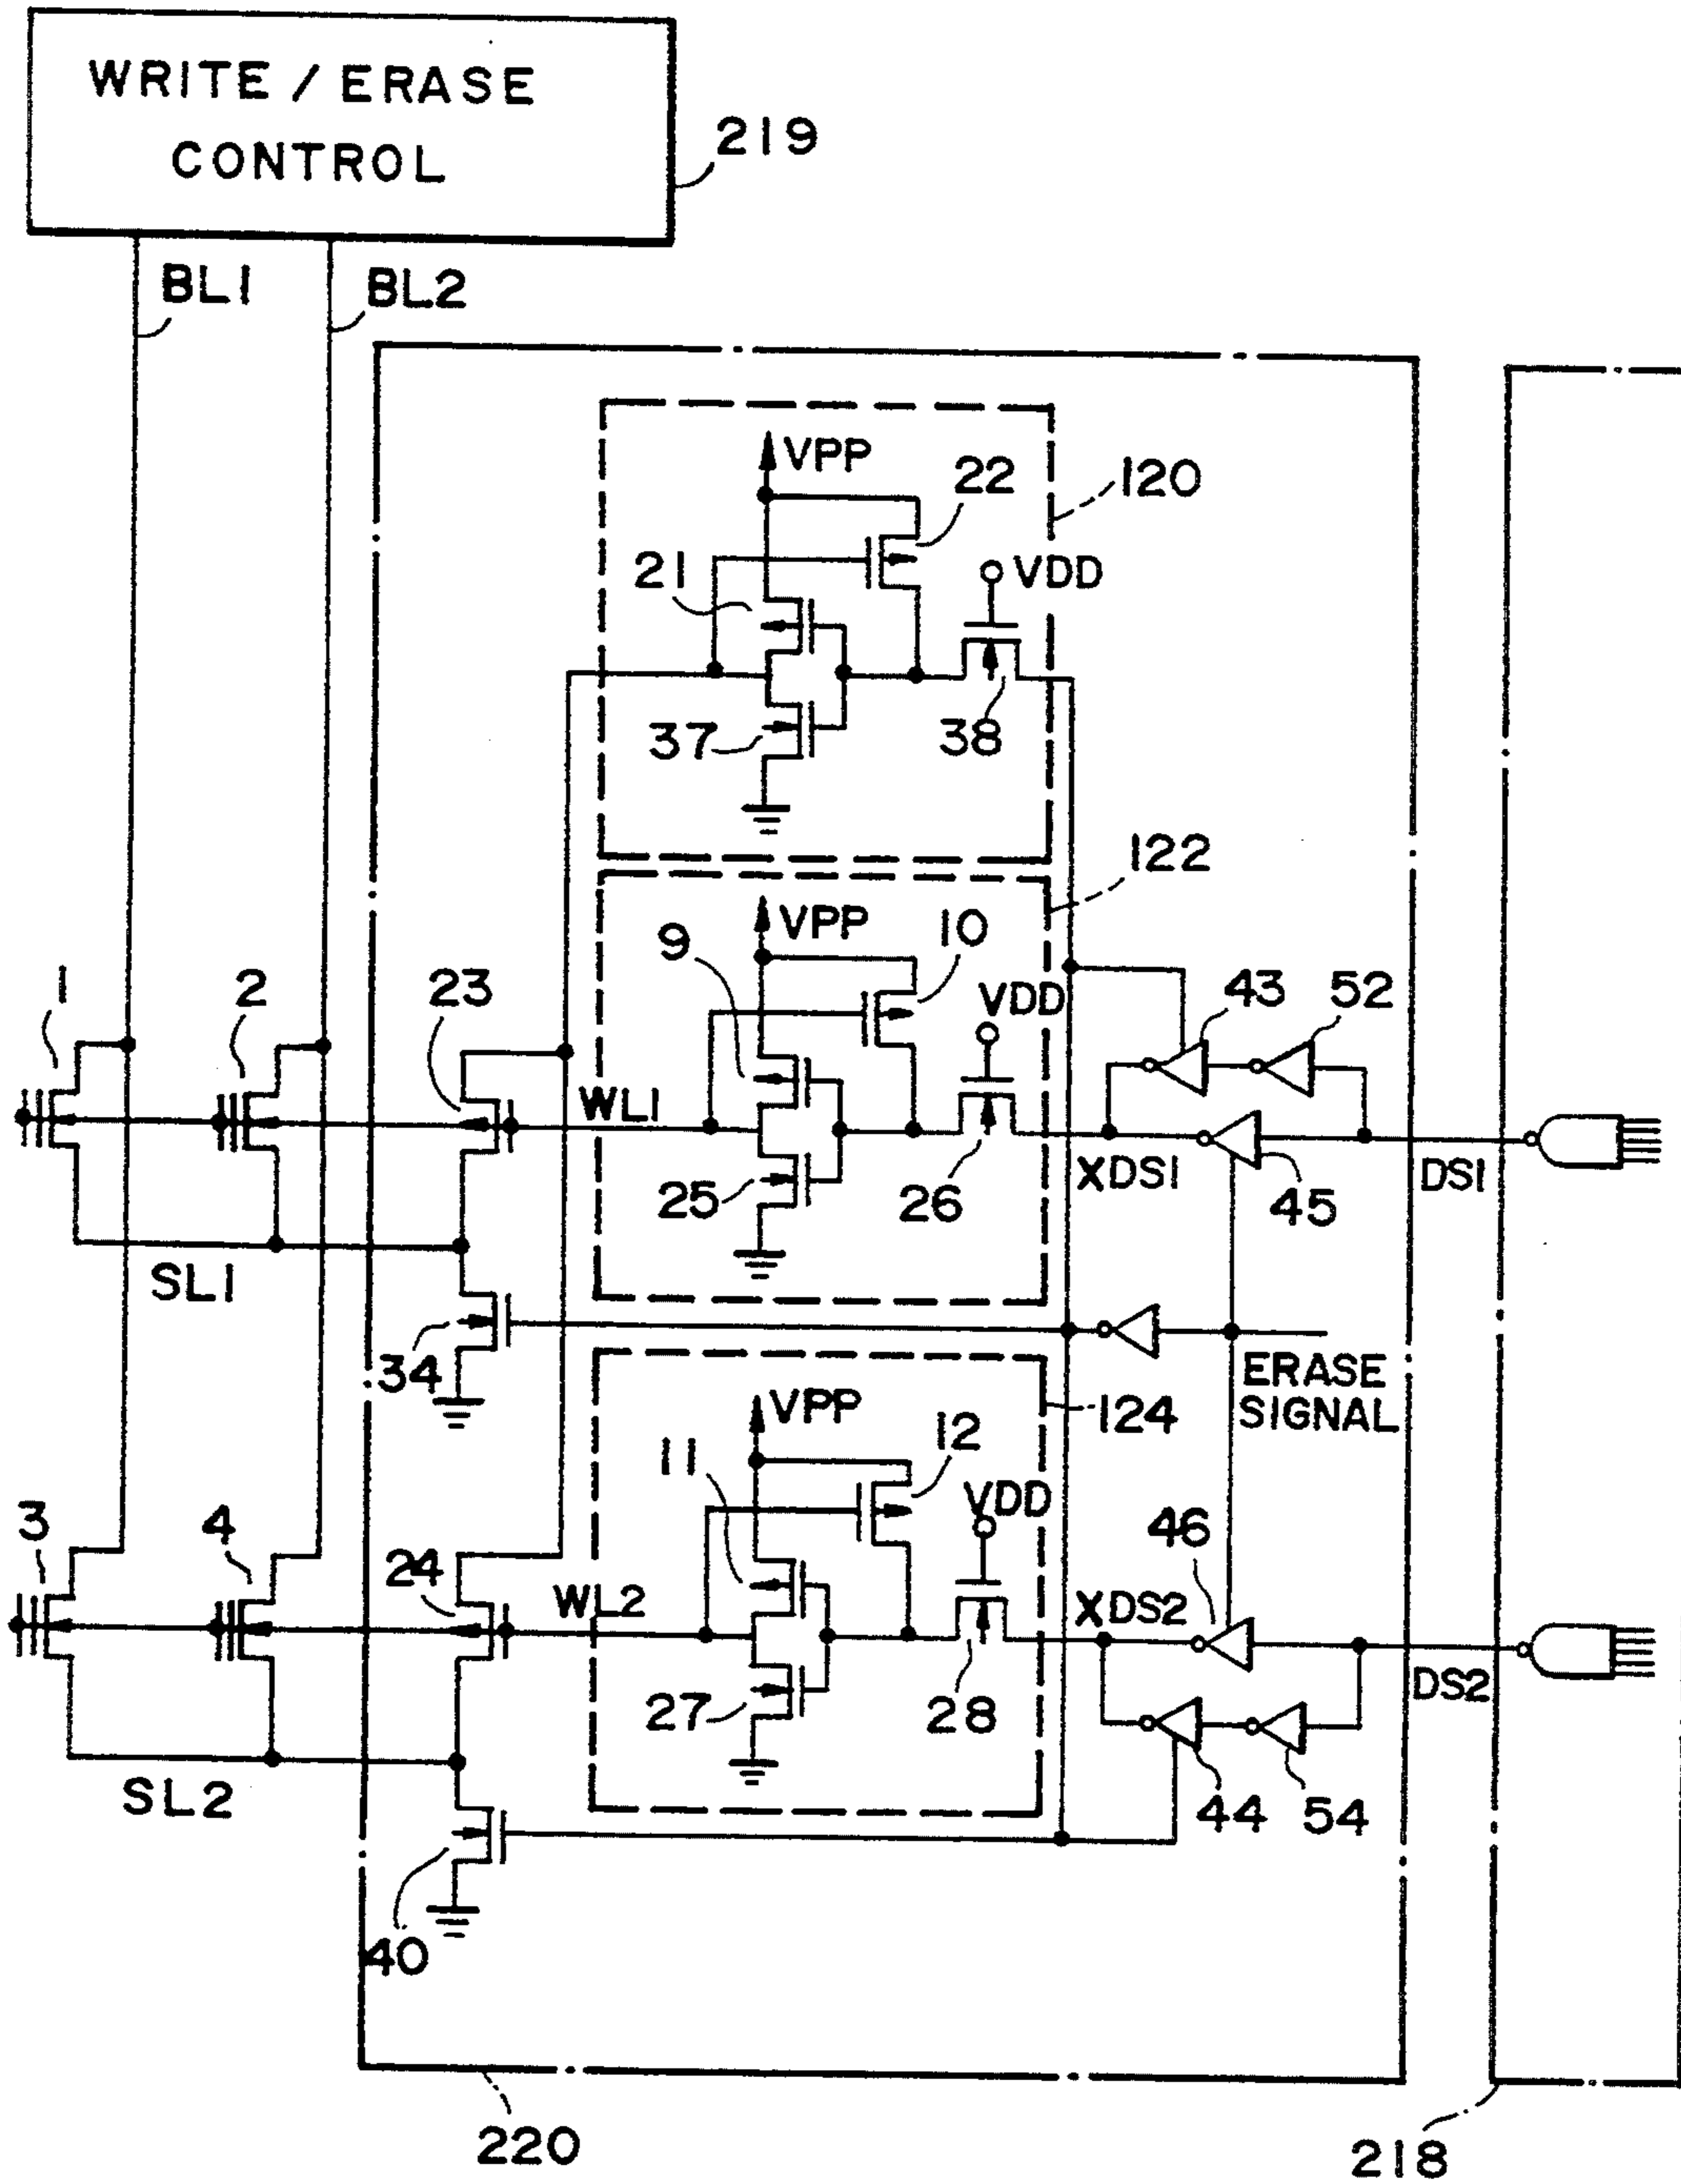 WRITE / ERASE
CONTROL
219
BL1
BL2
VPP
22
120
21
VDD
37
38
122
VPP
10
9
VDD
43
52
1
2
23
WL1
XDS1
DS1
25
26
45
SL1
34
ERASE
SIGNAL
VPP
124
12
11
VDD
46
3
4
24
WL2
XDS2
DS2
27
28
44
54
SL2
40
220
218